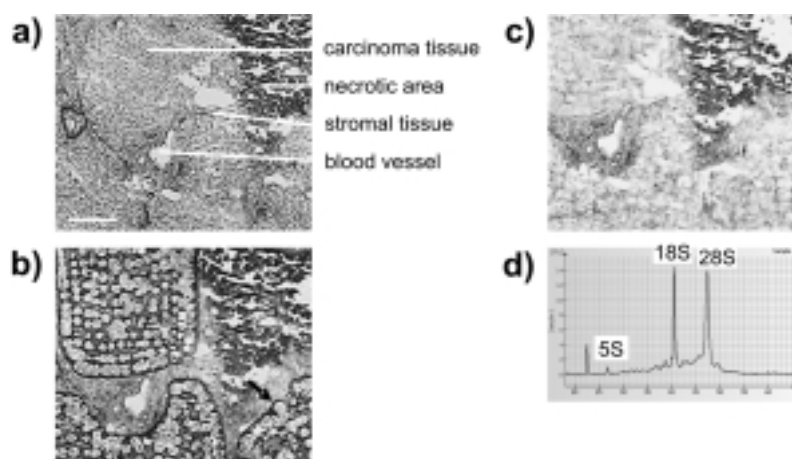 a)
carcinoma tissue
necrotic area
stromal tissue
blood vessel
c)
b)
d)
18S
28S
5S